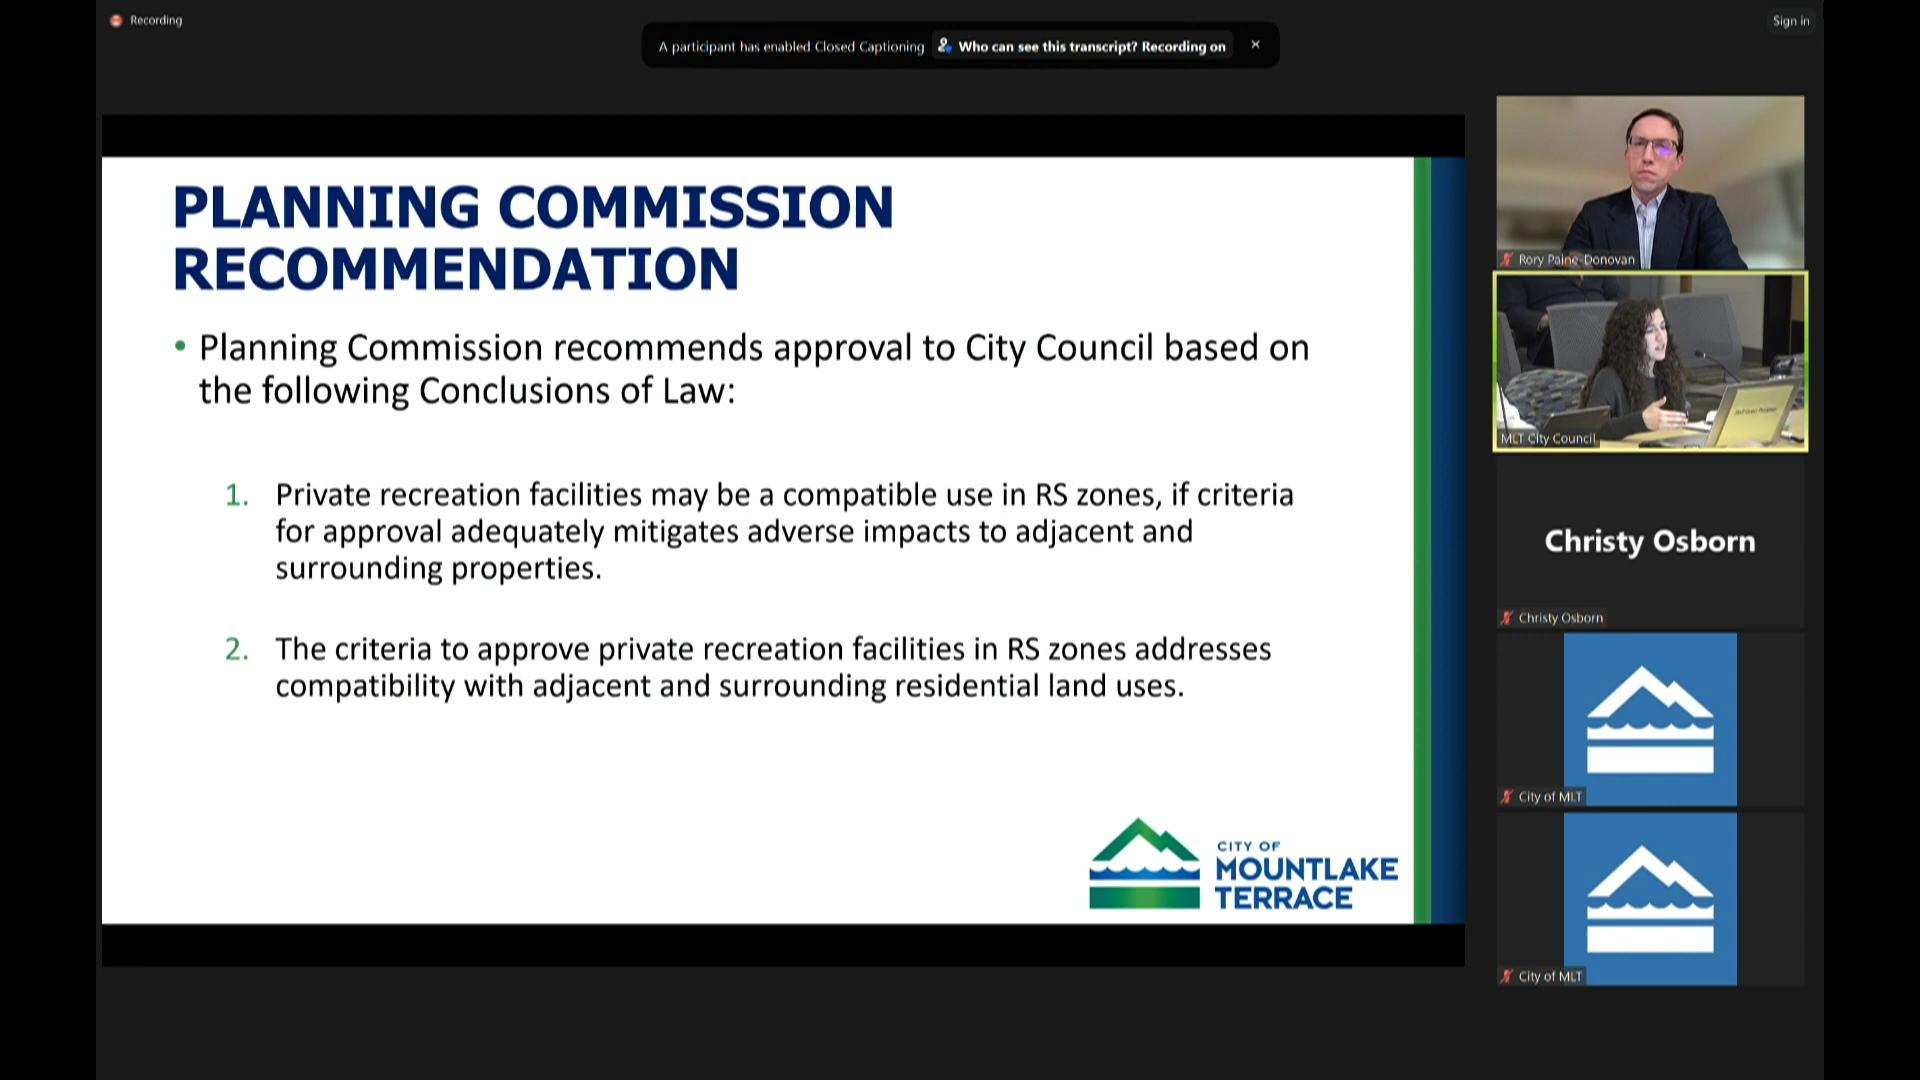 Recording
Sign in
A participant has enabled Closed Captioning Who can see this transcript? Recording on
PLANNING COMMISSION
RECOMMENDATION
• Planning Commission recommends approval to City Council based on
the following Conclusions of Law:
1. Private recreation facilities may be a compatible use in RS zones, if criteria
for approval adequately mitigates adverse impacts to adjacent and
surrounding properties.
2. The criteria to approve private recreation facilities in RS zones addresses
compatibility with adjacent and surrounding residential land uses.
CITY OF
MOUNTLAKE
TERRACE
Rory Paine-Donovan
MLT City Council
Christy Osborn
Christy Osborn
City of MLT
City of MLT